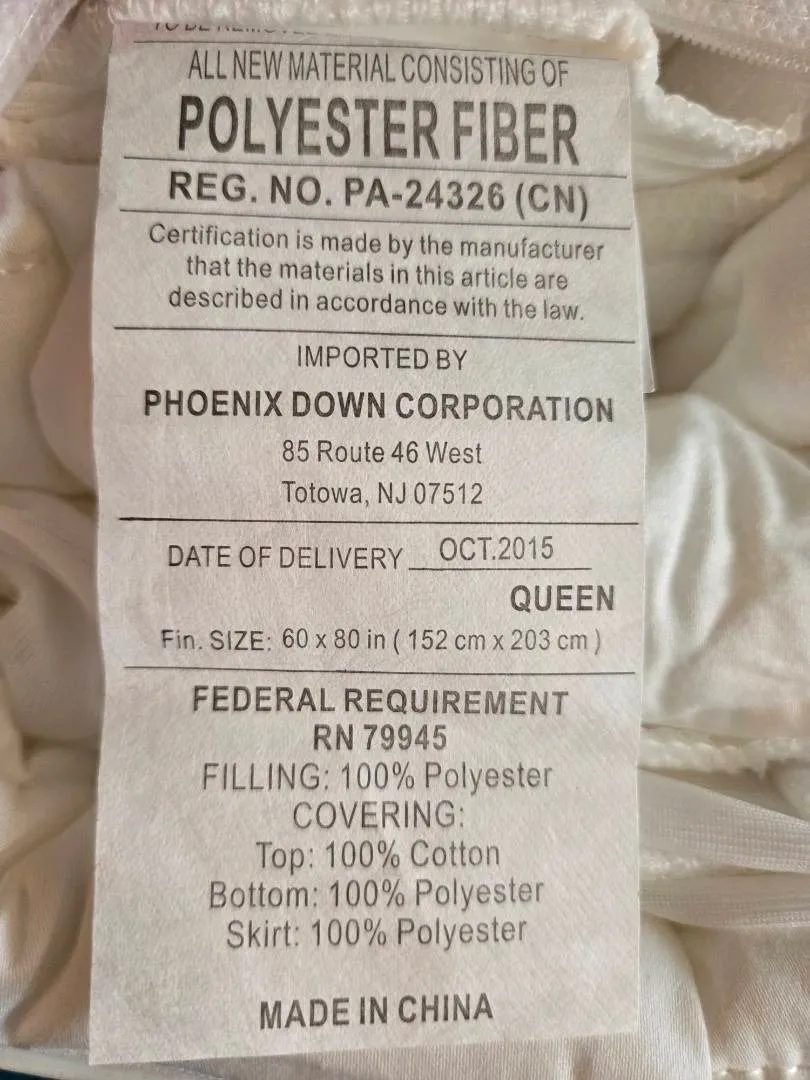 TO BE REMOVED
ALL NEW MATERIAL CONSISTING OF
POLYESTER FIBER
REG. NO. PA-24326 (CN)
Certification is made by the manufacturer
that the materials in this article are
described in accordance with the law.
IMPORTED BY
PHOENIX DOWN CORPORATION
85 Route 46 West
Totowa, NJ 07512
DATE OF DELIVERY OCT.2015
QUEEN
Fin. SIZE: 60 x 80 in ( 152 cm x 203 cm )
FEDERAL REQUIREMENT
RN 79945
FILLING: 100% Polyester
COVERING:
Top: 100% Cotton
Bottom: 100% Polyester
Skirt: 100% Polyester
MADE IN CHINA